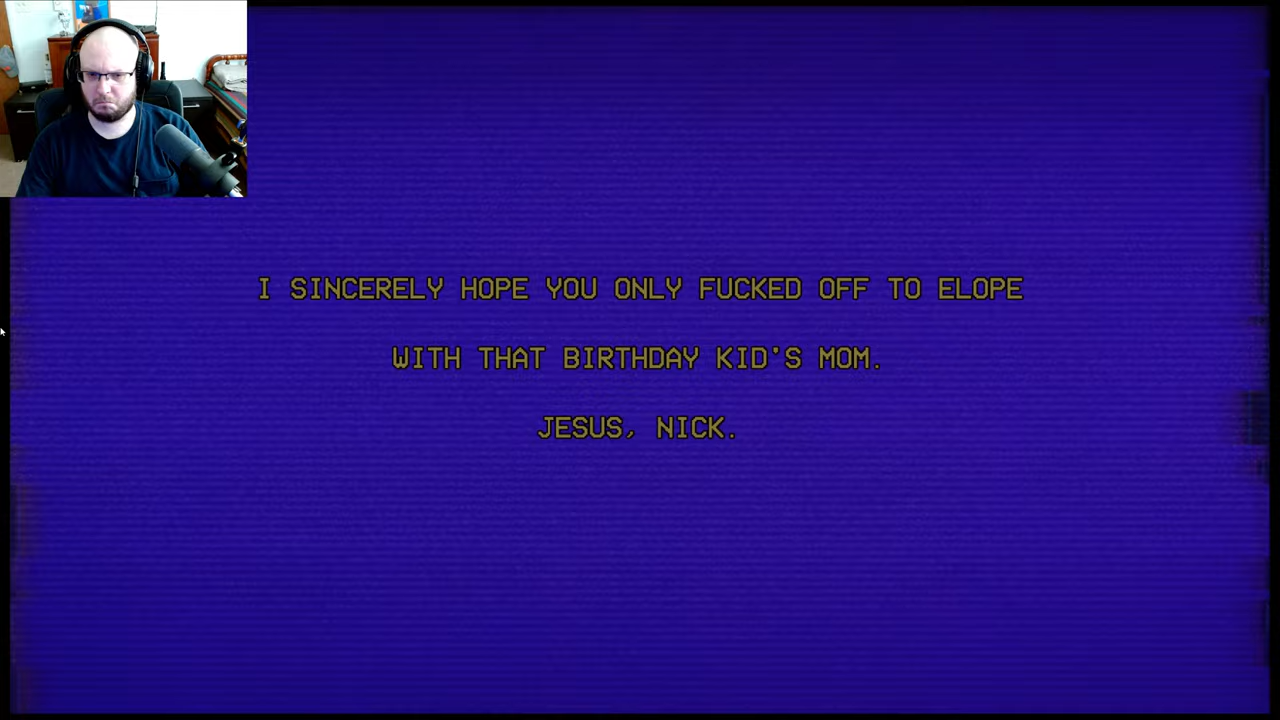 I SINCERELY HOPE YOU ONLY FUCKED OFF TO ELOPE
WITH THAT BIRTHDAY KID'S MOM.
JESUS, NICK.